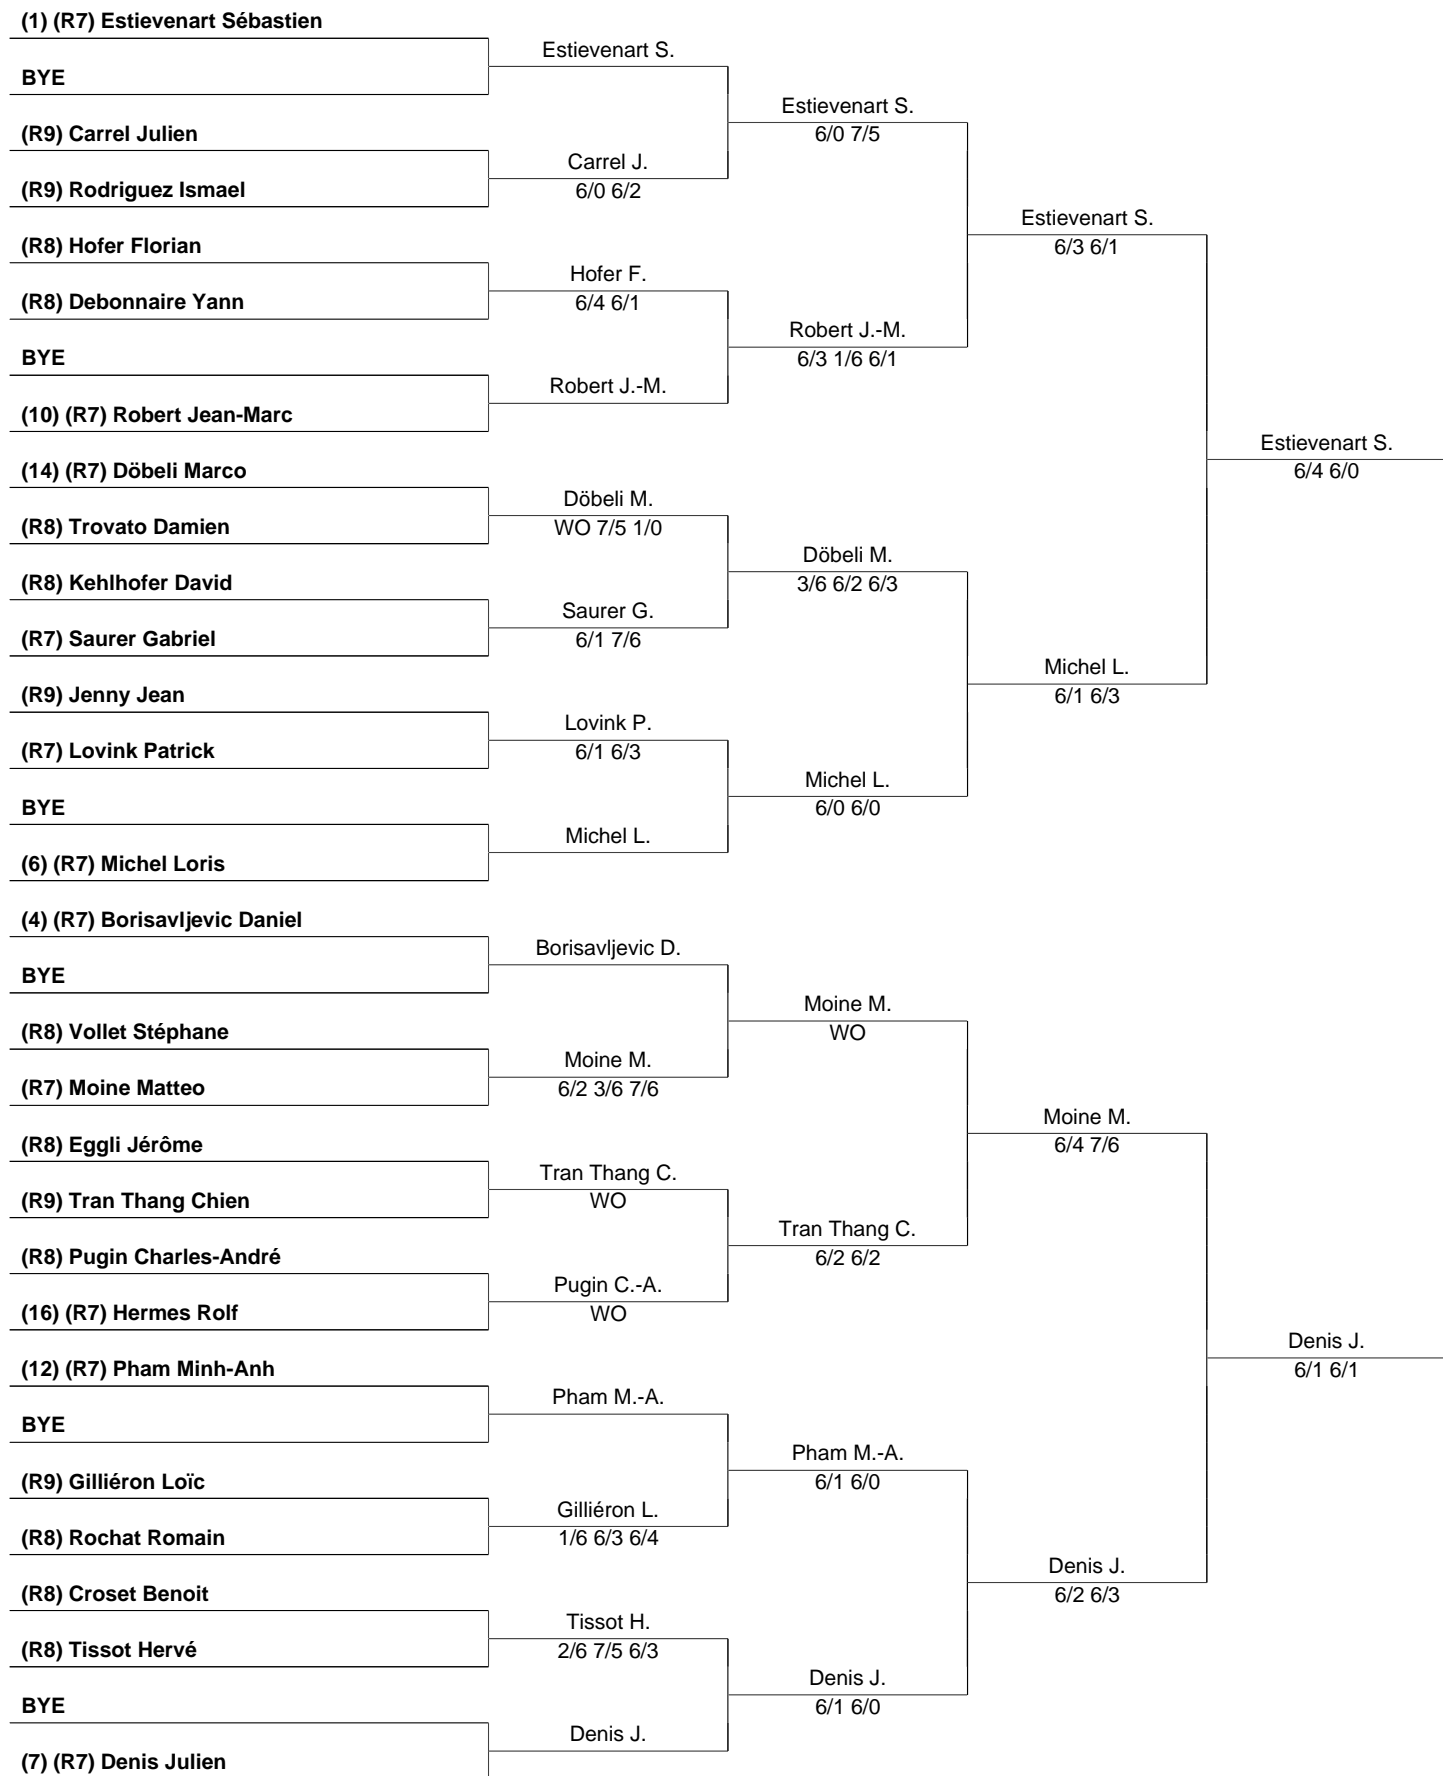 (1) (R7) Estievenart Sébastien
Estievenart S.
BYE
Estievenart S.
6/0 7/5
(R9) Carrel Julien
Carrel J.
6/0 6/2
(R9) Rodriguez Ismael
Estievenart S.
6/3 6/1
(R8) Hofer Florian
Hofer F.
6/4 6/1
(R8) Debonnaire Yann
Robert J.-M.
6/3 1/6 6/1
BYE
Robert J.-M.
(10) (R7) Robert Jean-Marc
Estievenart S.
6/4 6/0
(14) (R7) Döbeli Marco
Döbeli M.
WO 7/5 1/0
(R8) Trovato Damien
Döbeli M.
3/6 6/2 6/3
(R8) Kehlhofer David
Saurer G.
6/1 7/6
(R7) Saurer Gabriel
Michel L.
6/1 6/3
(R9) Jenny Jean
Lovink P.
6/1 6/3
(R7) Lovink Patrick
Michel L.
6/0 6/0
BYE
Michel L.
(6) (R7) Michel Loris
(4) (R7) Borisavljevic Daniel
Borisavljevic D.
BYE
Moine M.
WO
(R8) Vollet Stéphane
Moine M.
6/2 3/6 7/6
(R7) Moine Matteo
Moine M.
6/4 7/6
(R8) Eggli Jérôme
Tran Thang C.
WO
(R9) Tran Thang Chien
Tran Thang C.
6/2 6/2
(R8) Pugin Charles-André
Pugin C.-A.
WO
(16) (R7) Hermes Rolf
Denis J.
6/1 6/1
(12) (R7) Pham Minh-Anh
Pham M.-A.
BYE
Pham M.-A.
6/1 6/0
(R9) Gilliéron Loïc
Gilliéron L.
1/6 6/3 6/4
(R8) Rochat Romain
Denis J.
6/2 6/3
(R8) Croset Benoit
Tissot H.
2/6 7/5 6/3
(R8) Tissot Hervé
Denis J.
6/1 6/0
BYE
Denis J.
(7) (R7) Denis Julien